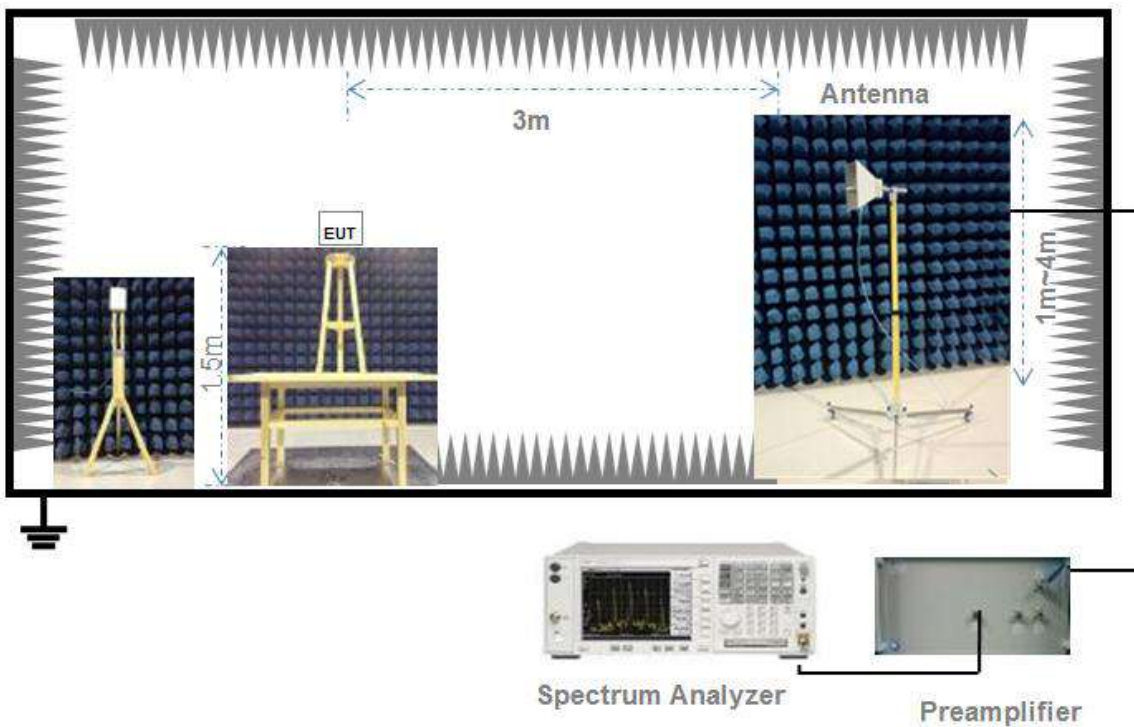 Antenna
3m
EUT
1.5m
1m~4m
Spectrum Analyzer
Preamplifier